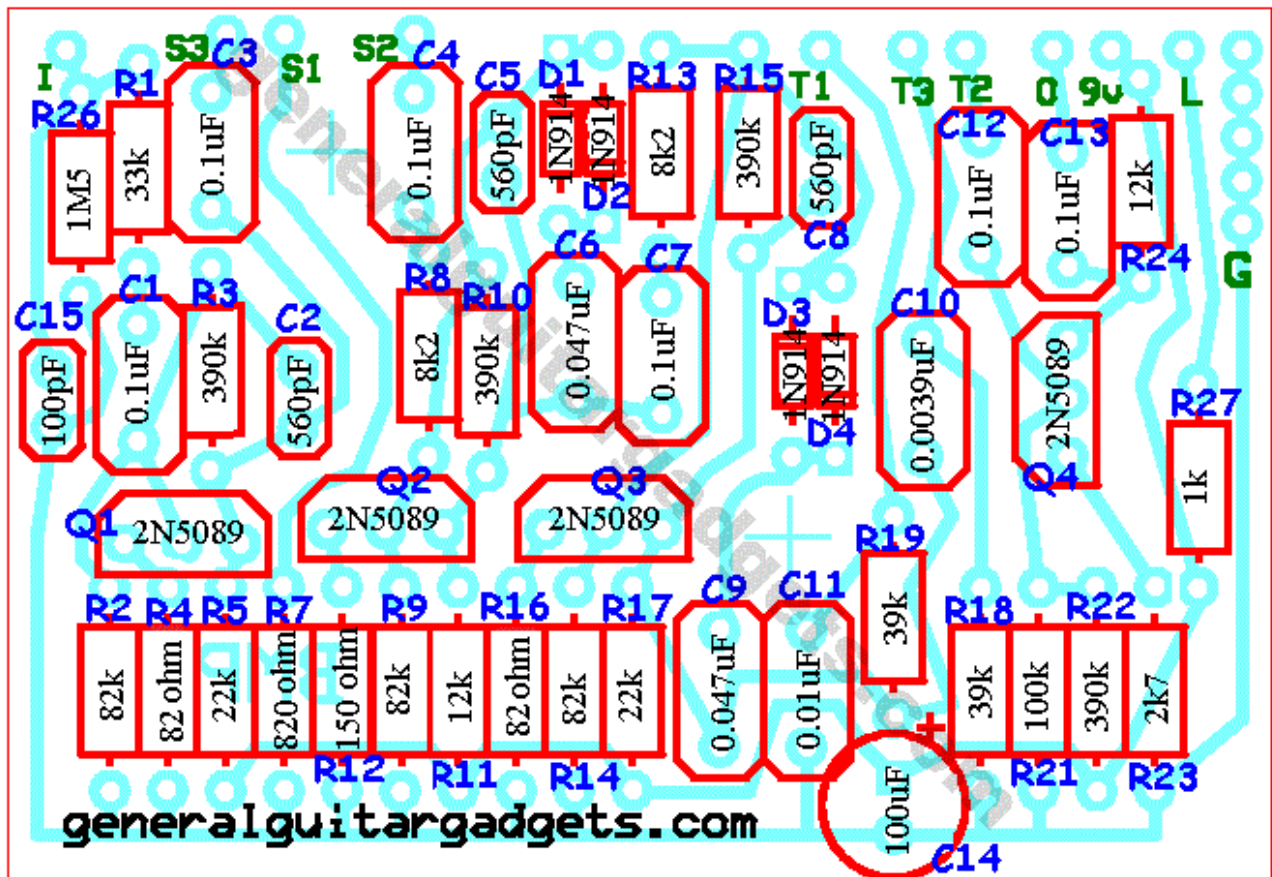 I
S3
C3
S1
S2
C4
C5
D1
R13
R15
T1
T3
T2
0
9v
L
R26
R1
C12
C13
1M5
33k
0.1uF
0.1uF
560pF
1N914
1N914
8k2
390k
560pF
0.1uF
0.1uF
12k
D2
C8
R24
G
C6
C7
C15
C1
R3
C2
R8
R10
D3
C10
100pF
0.1uF
390k
560pF
8k2
390k
0.047uF
0.1uF
1N914
1N914
0.0039uF
2N5089
R27
D4
Q4
1k
Q1
2N5089
Q2
2N5089
Q3
2N5089
R19
39k
R2
R4
R5
R7
R9
R16
R17
C9
C11
R18
R22
82k
82 ohm
22k
820 ohm
150 ohm
82k
12k
82 ohm
82k
22k
0.047uF
0.01uF
39k
100k
390k
2k7
+
R12
R11
R14
R21
R23
100uF
C14
generalguitargadgets.com
generalguitargadgets.com